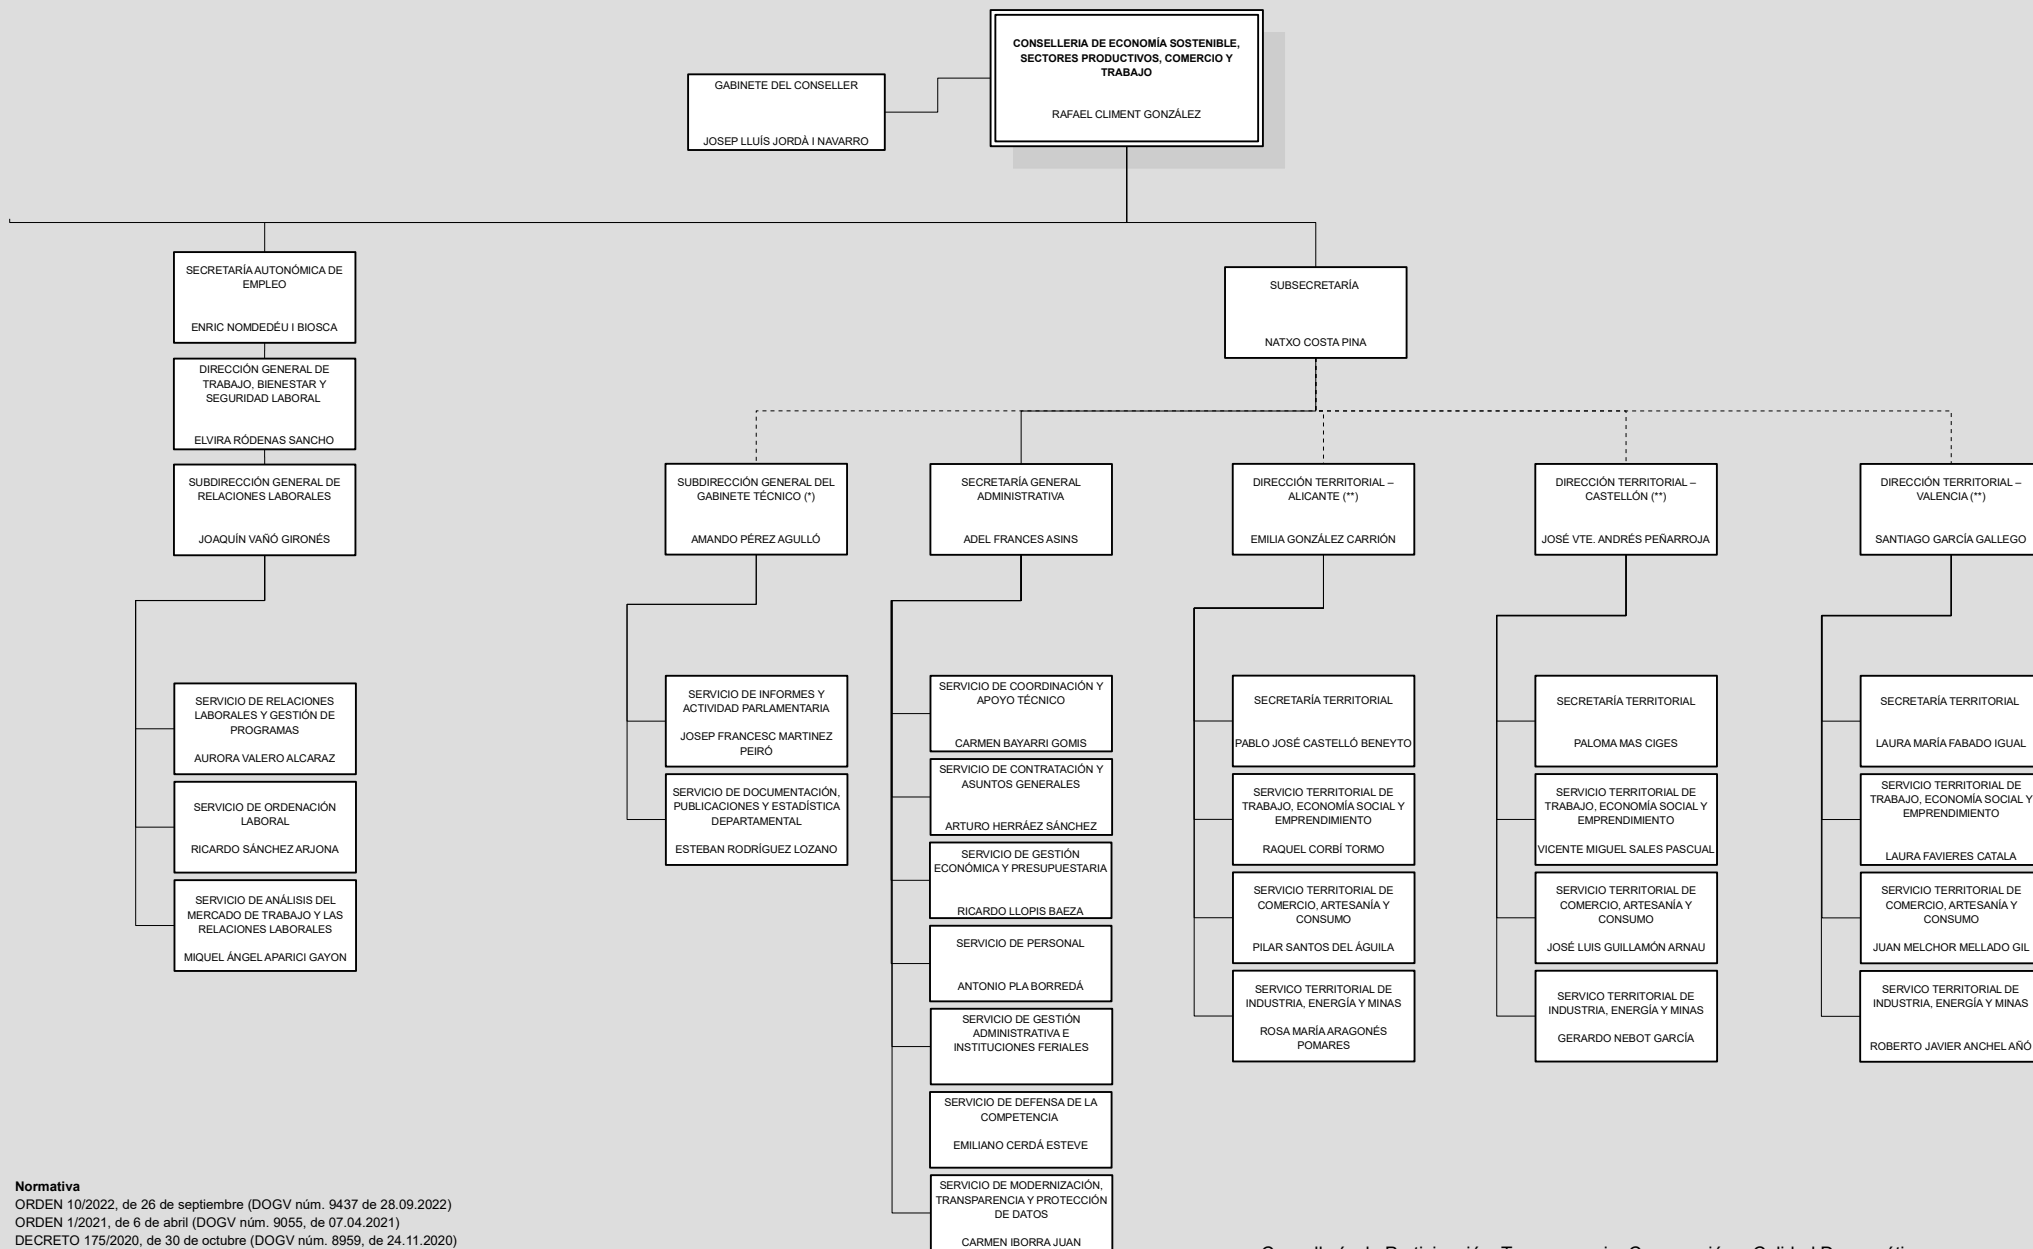 CONSELLERIA DE ECONOMÍA SOSTENIBLE,
SECTORES PRODUCTIVOS, COMERCIO Y
TRABAJO
RAFAEL CLIMENT GONZÁLEZ
GABINETE DEL CONSELLER
JOSEP LLUÍS JORDÀ I NAVARRO
SECRETARÍA AUTONÓMICA DE
EMPLEO
ENRIC NOMDEDÉU I BIOSCA
DIRECCIÓN GENERAL DE
TRABAJO, BIENESTAR Y
SEGURIDAD LABORAL
ELVIRA RÓDENAS SANCHO
SUBDIRECCIÓN GENERAL DE
RELACIONES LABORALES
JOAQUÍN VAÑÓ GIRONÉS
SERVICIO DE RELACIONES
LABORALES Y GESTIÓN DE
PROGRAMAS
AURORA VALERO ALCARAZ
SERVICIO DE ORDENACIÓN
LABORAL
RICARDO SÁNCHEZ ARJONA
SERVICIO DE ANÁLISIS DEL
MERCADO DE TRABAJO Y LAS
RELACIONES LABORALES
MIQUEL ÁNGEL APARICI GAYON
SUBSECRETARÍA
NATXO COSTA PINA
SUBDIRECCIÓN GENERAL DEL
GABINETE TÉCNICO (*)
AMANDO PÉREZ AGULLÓ
SERVICIO DE INFORMES Y
ACTIVIDAD PARLAMENTARIA
JOSEP FRANCESC MARTINEZ
PEIRÓ
SERVICIO DE DOCUMENTACIÓN,
PUBLICACIONES Y ESTADÍSTICA
DEPARTAMENTAL
ESTEBAN RODRÍGUEZ LOZANO
SECRETARÍA GENERAL
ADMINISTRATIVA
ADEL FRANCES ASINS
SERVICIO DE COORDINACIÓN Y
APOYO TÉCNICO
CARMEN BAYARRI GOMIS
SERVICIO DE CONTRATACIÓN Y
ASUNTOS GENERALES
ARTURO HERRÁEZ SÁNCHEZ
SERVICIO DE GESTIÓN
ECONÓMICA Y PRESUPUESTARIA
RICARDO LLOPIS BAEZA
SERVICIO DE PERSONAL
ANTONIO PLA BORREDÁ
SERVICIO DE GESTIÓN
ADMINISTRATIVA E
INSTITUCIONES FERIALES
SERVICIO DE DEFENSA DE LA
COMPETENCIA
EMILIANO CERDÁ ESTEVE
SERVICIO DE MODERNIZACIÓN,
TRANSPARENCIA Y PROTECCIÓN
DE DATOS
CARMEN IBORRA JUAN
DIRECCIÓN TERRITORIAL –
ALICANTE (**)
EMILIA GONZÁLEZ CARRIÓN
SECRETARÍA TERRITORIAL
PABLO JOSÉ CASTELLÓ BENEYTO
SERVICIO TERRITORIAL DE
TRABAJO, ECONOMÍA SOCIAL Y
EMPRENDIMIENTO
RAQUEL CORBÍ TORMO
SERVICIO TERRITORIAL DE
COMERCIO, ARTESANÍA Y
CONSUMO
PILAR SANTOS DEL ÁGUILA
SERVICO TERRITORIAL DE
INDUSTRIA, ENERGÍA Y MINAS
ROSA MARÍA ARAGONÉS
POMARES
DIRECCIÓN TERRITORIAL –
CASTELLÓN (**)
JOSÉ VTE. ANDRÉS PEÑARROJA
SECRETARÍA TERRITORIAL
PALOMA MAS CIGES
SERVICIO TERRITORIAL DE
TRABAJO, ECONOMÍA SOCIAL Y
EMPRENDIMIENTO
VICENTE MIGUEL SALES PASCUAL
SERVICIO TERRITORIAL DE
COMERCIO, ARTESANÍA Y
CONSUMO
JOSÉ LUIS GUILLAMÓN ARNAU
SERVICO TERRITORIAL DE
INDUSTRIA, ENERGÍA Y MINAS
GERARDO NEBOT GARCÍA
DIRECCIÓN TERRITORIAL –
VALENCIA (**)
SANTIAGO GARCÍA GALLEGO
SECRETARÍA TERRITORIAL
LAURA MARÍA FABADO IGUAL
SERVICIO TERRITORIAL DE
TRABAJO, ECONOMÍA SOCIAL Y
EMPRENDIMIENTO
LAURA FAVIERES CATALA
SERVICIO TERRITORIAL DE
COMERCIO, ARTESANÍA Y
CONSUMO
JUAN MELCHOR MELLADO GIL
SERVICO TERRITORIAL DE
INDUSTRIA, ENERGÍA Y MINAS
ROBERTO JAVIER ANCHEL AÑÓ
Normativa
ORDEN 10/2022, de 26 de septiembre (DOGV núm. 9437 de 28.09.2022)
ORDEN 1/2021, de 6 de abril (DOGV núm. 9055, de 07.04.2021)
DECRETO 175/2020, de 30 de octubre (DOGV núm. 8959, de 24.11.2020)